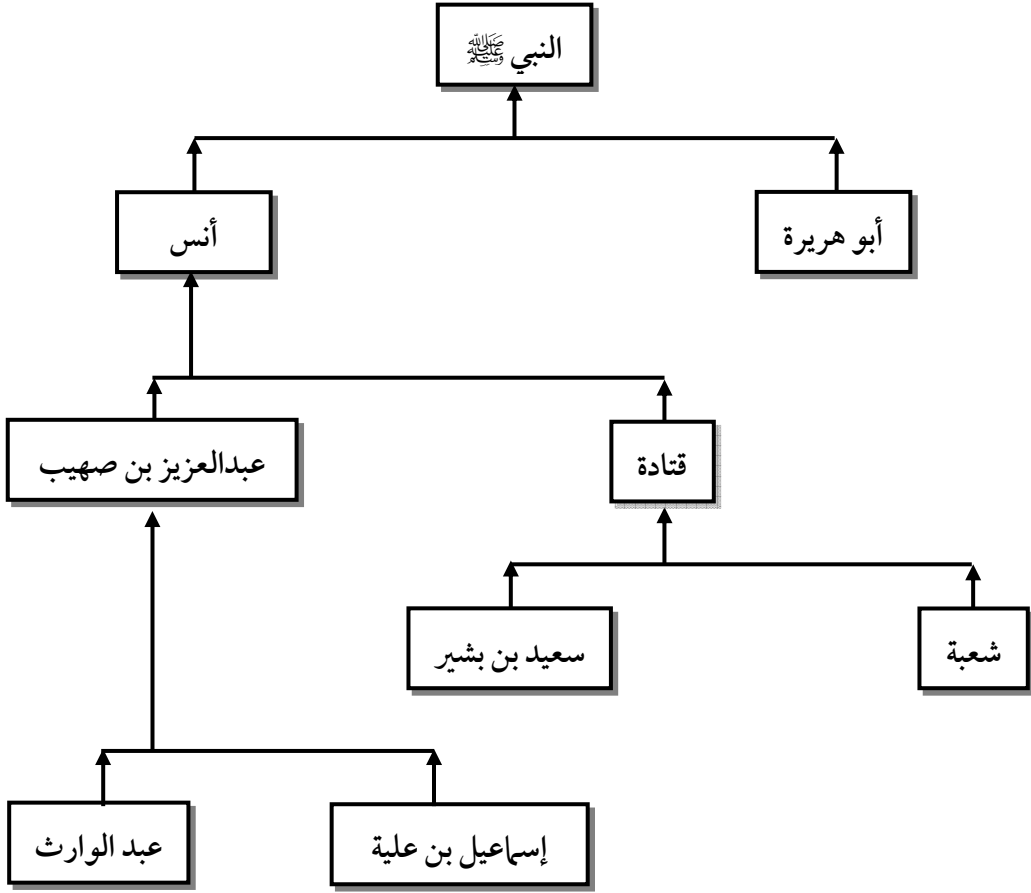 النبي ﷺ
أبو هريرة
أنس
قتادة
عبدالعزيز بن صهيب
شعبة
سعيد بن بشير
إسماعيل بن علية
عبد الوارث